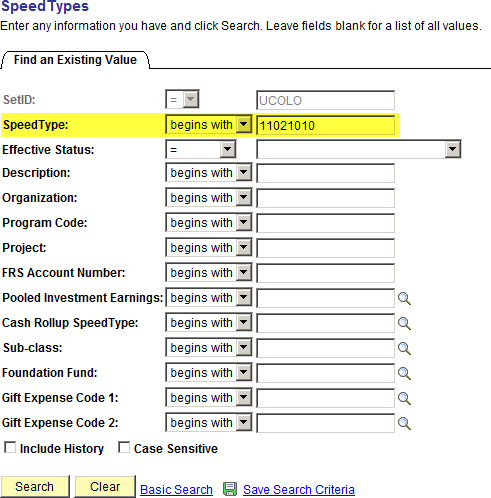 SpeedTypes
Enter any information you have and click Search. Leave fields blank for a list of all values.
Find an Existing Value
SetID: = UCOLO
SpeedType: begins with 11021010
Effective Status: =
Description: begins with
Organization: begins with
Program Code: begins with
Project: begins with
FRS Account Number: begins with
Pooled Investment Earnings: begins with
Cash Rollup SpeedType: begins with
Sub-class: begins with
Foundation Fund: begins with
Gift Expense Code 1: begins with
Gift Expense Code 2: begins with
Include History Case Sensitive
Search Clear Basic Search Save Search Criteria